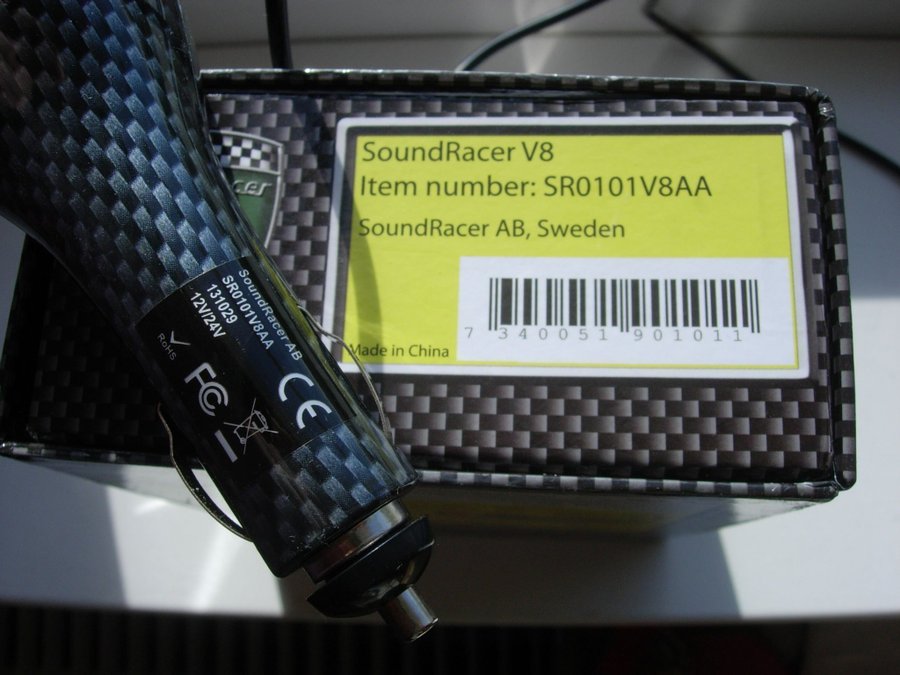 SoundRacer V8
Item number: SR0101V8AA
SoundRacer AB, Sweden
7 340051 901011
Made in China
SoundRacer AB
SR0101V8AA
131029
12V/24V
RoHS
FC
CE